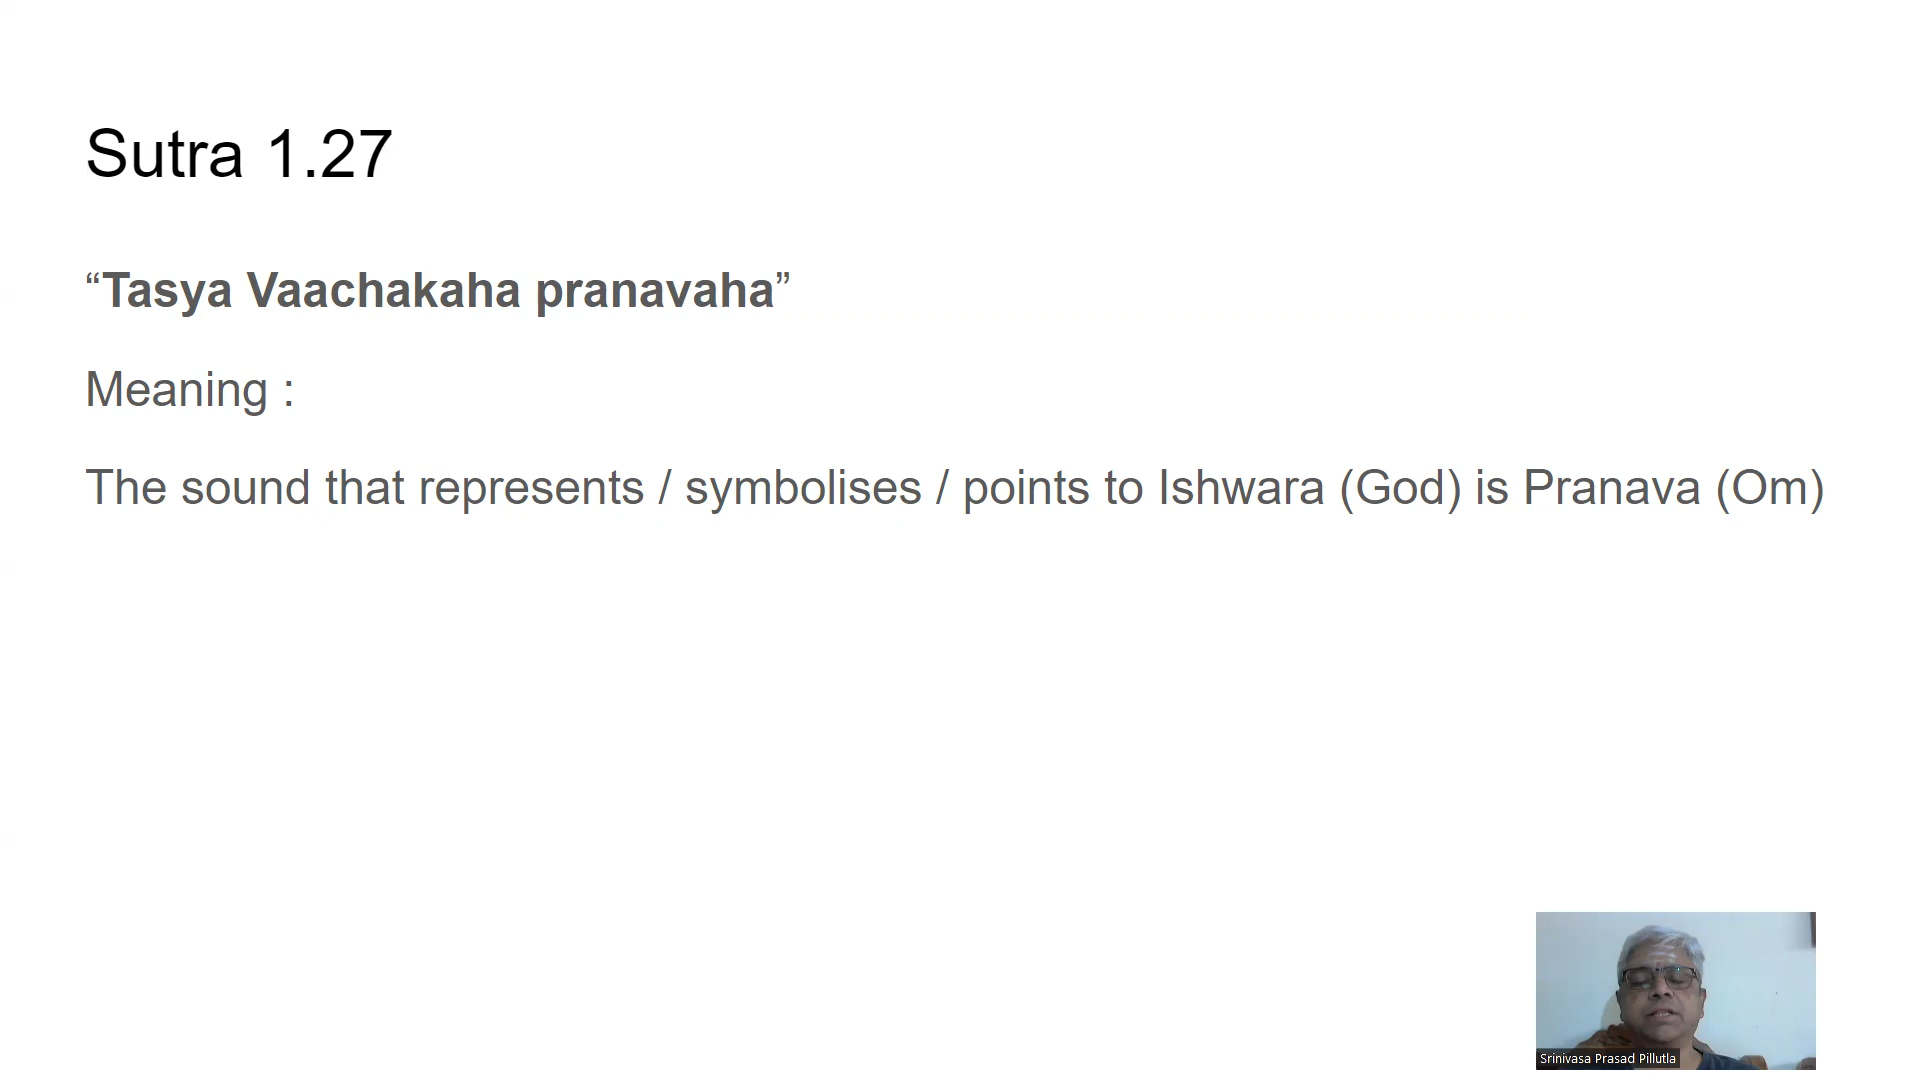 Sutra 1.27
“Tasya Vaachakaha pranavaha”
Meaning :
The sound that represents / symbolises / points to Ishwara (God) is Pranava (Om)
Srinivasa Prasad Pillutla